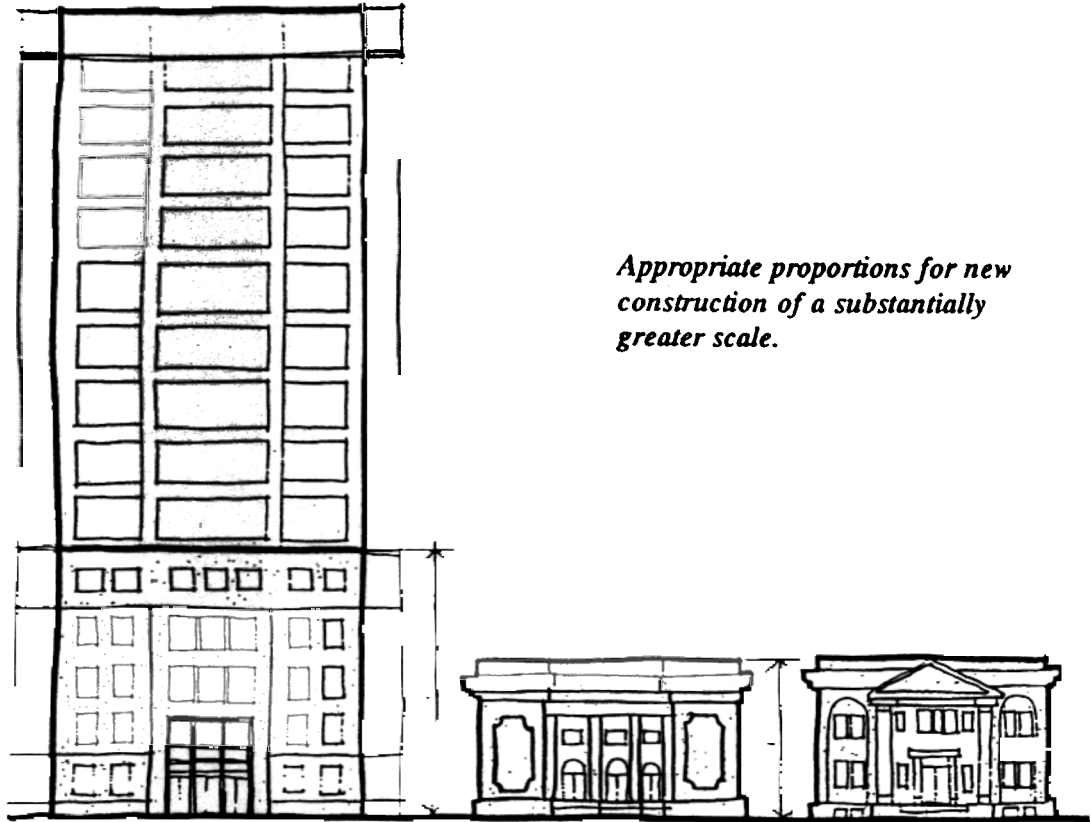 Appropriate proportions for new
construction of a substantially
greater scale.